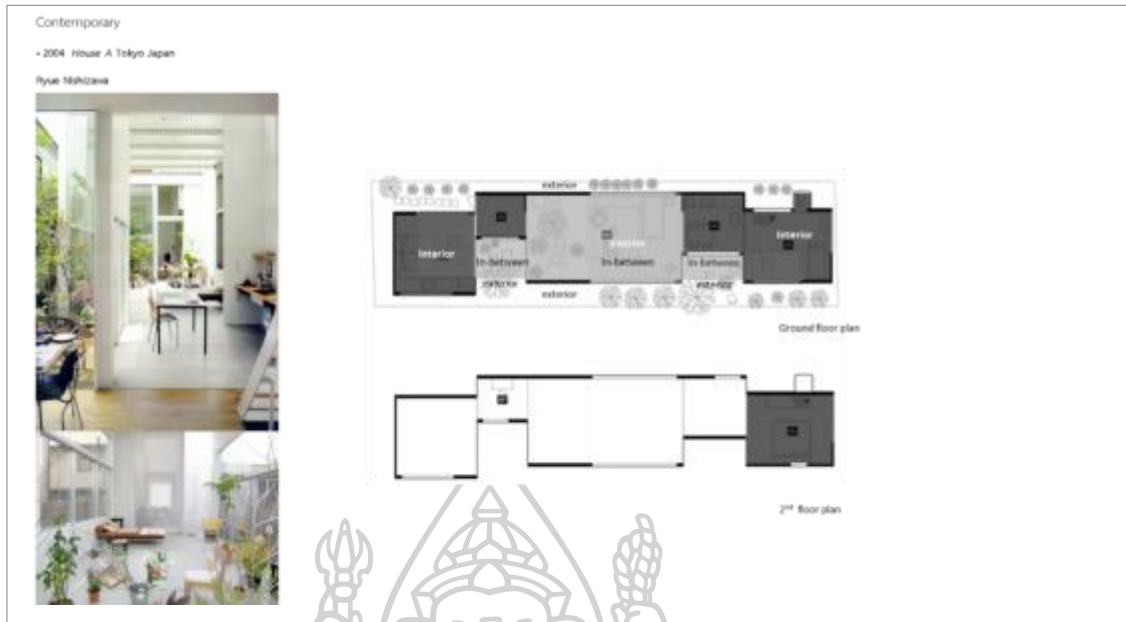 Contemporary
- 2004 House A Tokyo Japan
Ryue Nishizawa
exterior
interior
interior
interior
In-between
In-between
In-between
exterior
exterior
exterior
Ground floor plan
2nd floor plan